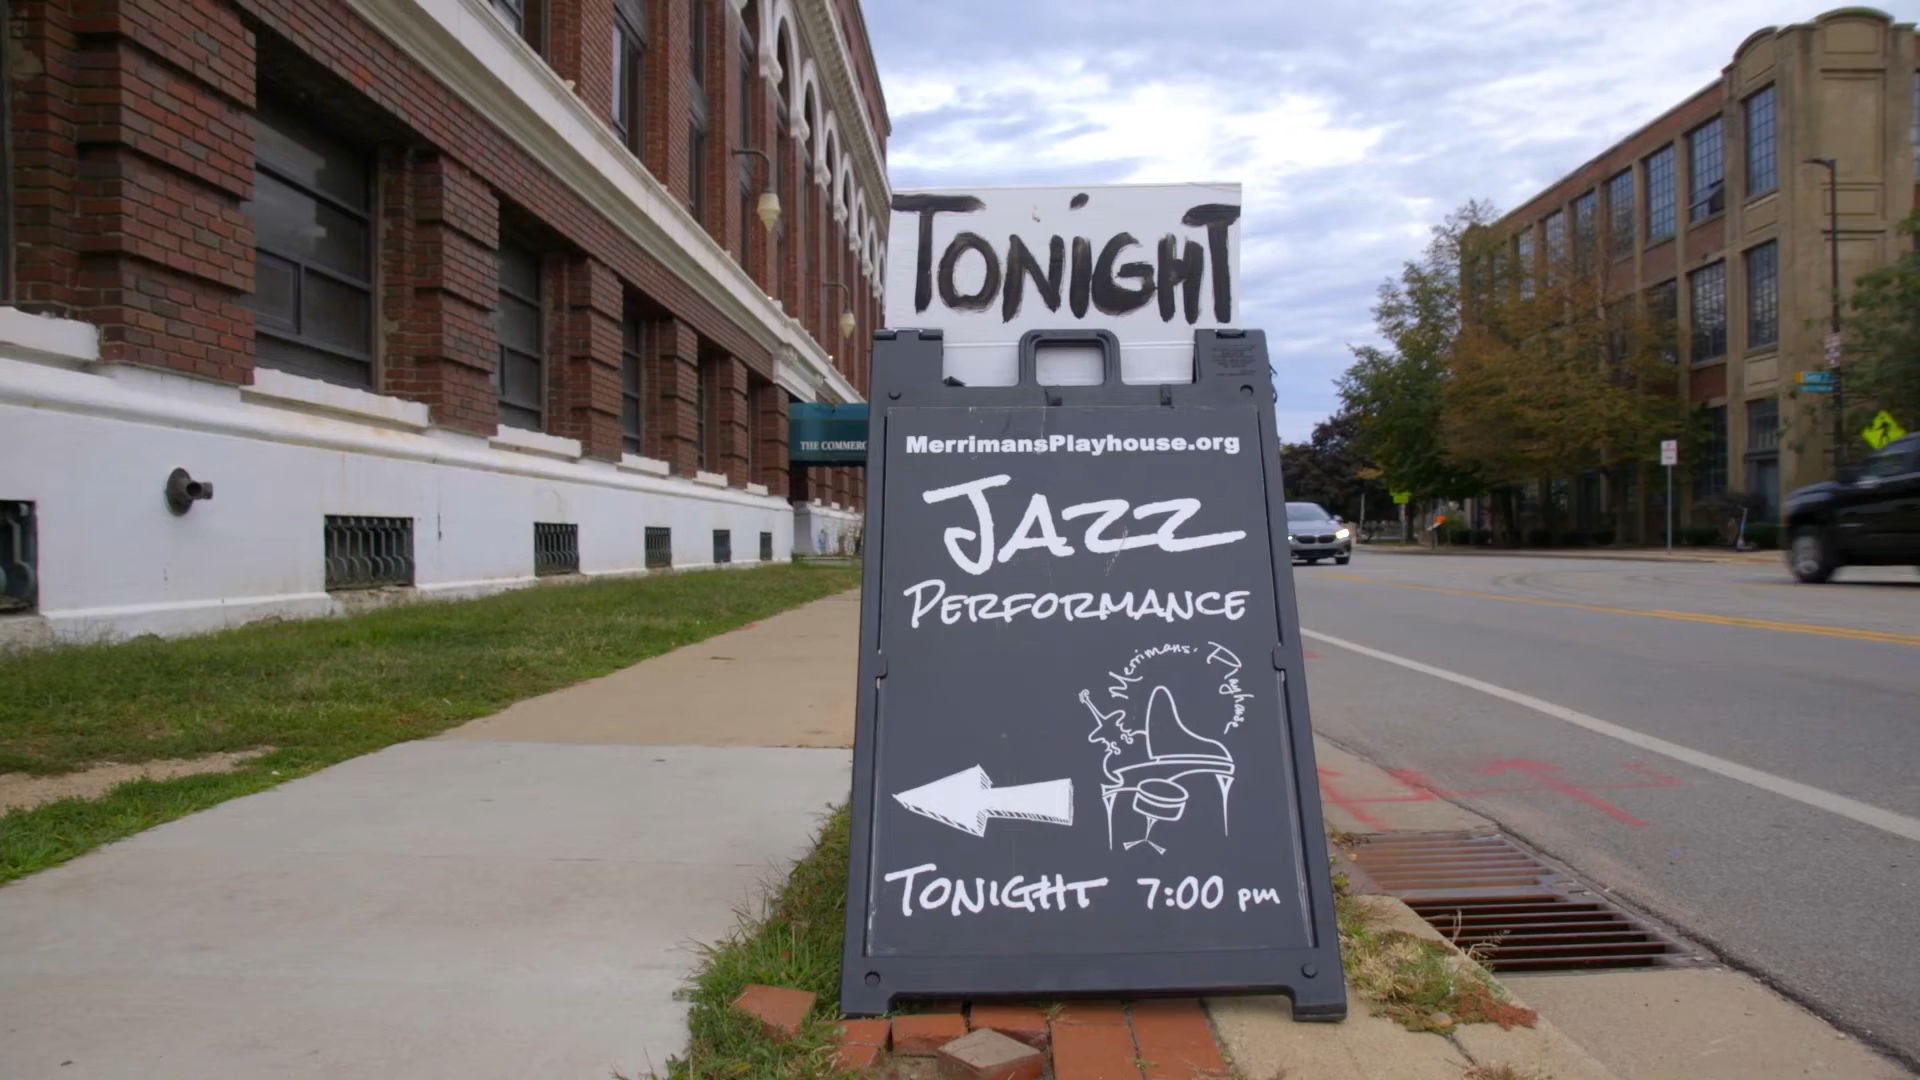 TONiGHT
MerrimansPlayhouse.org
JAZZ
PERFORMANCE
Merrimans' Playhouse
TONIGHT 7:00 pm
THE COMMERC